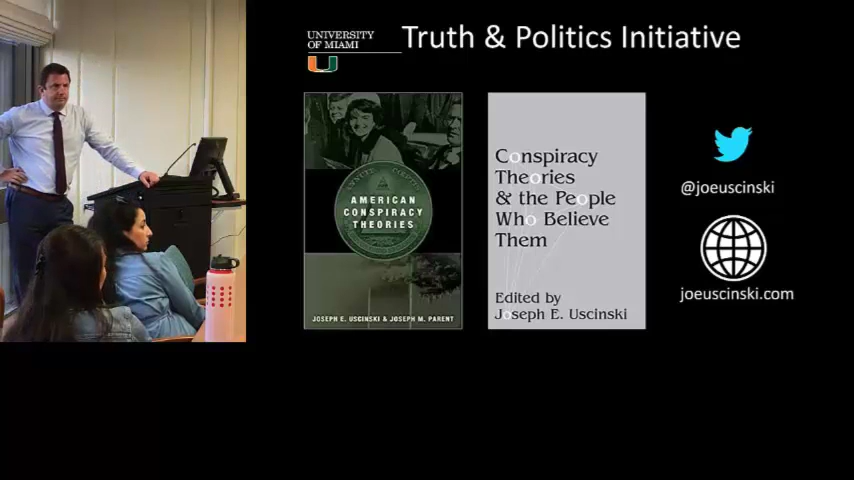 UNIVERSITY
OF MIAMI
Truth & Politics Initiative
AMERICAN
CONSPIRACY
THEORIES
JOSEPH E. USCINSKI & JOSEPH M. PARENT
Conspiracy
Theories
& the People
Who Believe
Them
Edited by
Joseph E. Uscinski
@joeuscinski
joeuscinski.com